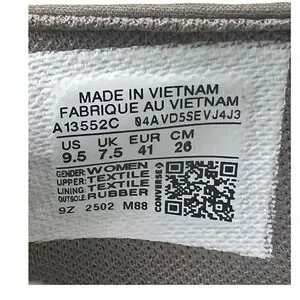 MADE IN VIETNAM
FABRIQUE AU VIETNAM
A13552C 04AVD5SEVJ4J3
US UK EUR CM
9.5 7.5 41 26
GENDER: WOMEN
UPPER: TEXTILE
LINING: TEXTILE
OUTSOLE: RUBBER
CONVERSE
9Z 2502 M88